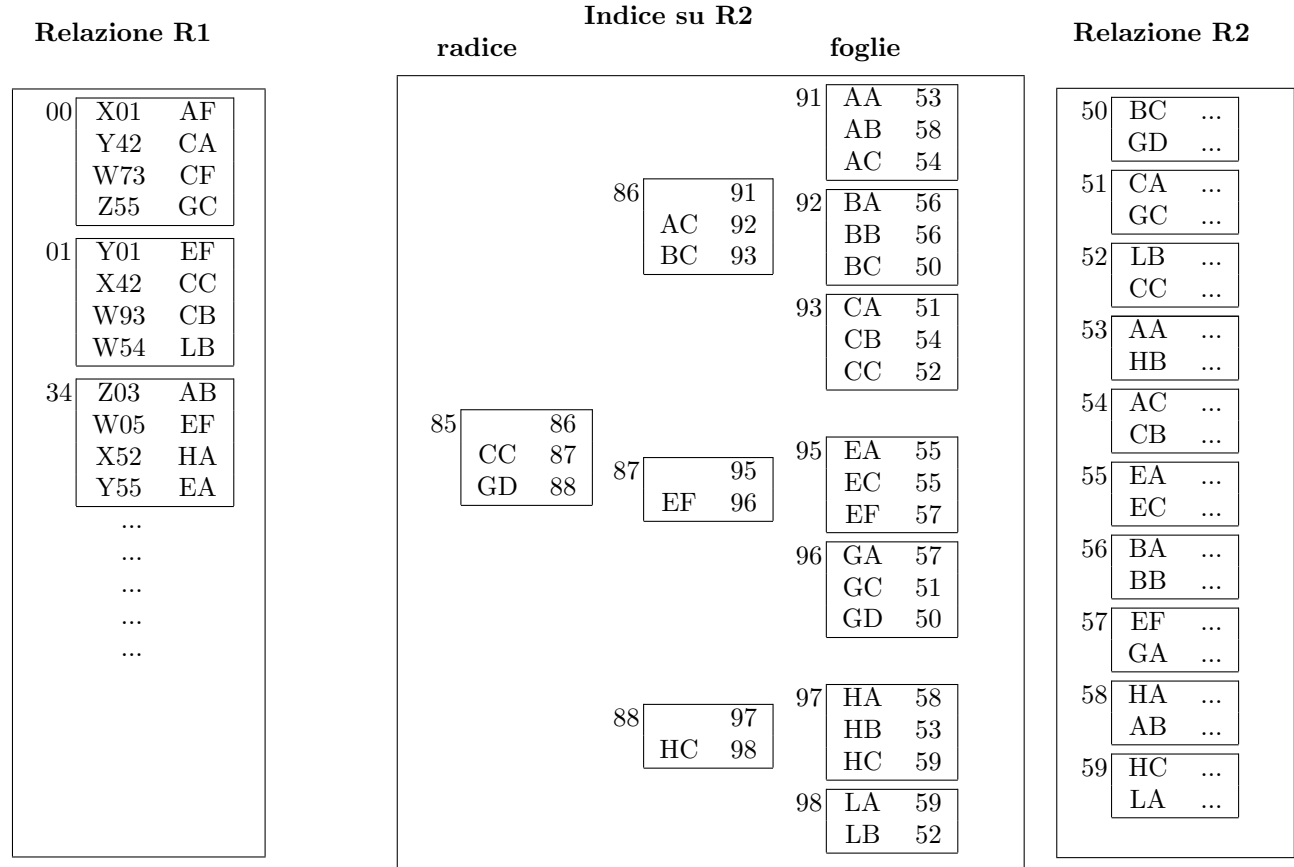 Relazione R1
00 X01 AF
Y42 CA
W73 CF
Z55 GC
01 Y01 EF
X42 CC
W93 CB
W54 LB
34 Z03 AB
W05 EF
X52 HA
Y55 EA
...
...
...
...
...
Indice su R2
radice foglie
85 86
CC 87
GD 88
86 91
AC 92
BC 93
87 95
EF 96
88 97
HC 98
91 AA 53
AB 58
AC 54
92 BA 56
BB 56
BC 50
93 CA 51
CB 54
CC 52
95 EA 55
EC 55
EF 57
96 GA 57
GC 51
GD 50
97 HA 58
HB 53
HC 59
98 LA 59
LB 52
Relazione R2
50 BC ...
GD ...
51 CA ...
GC ...
52 LB ...
CC ...
53 AA ...
HB ...
54 AC ...
CB ...
55 EA ...
EC ...
56 BA ...
BB ...
57 EF ...
GA ...
58 HA ...
AB ...
59 HC ...
LA ...